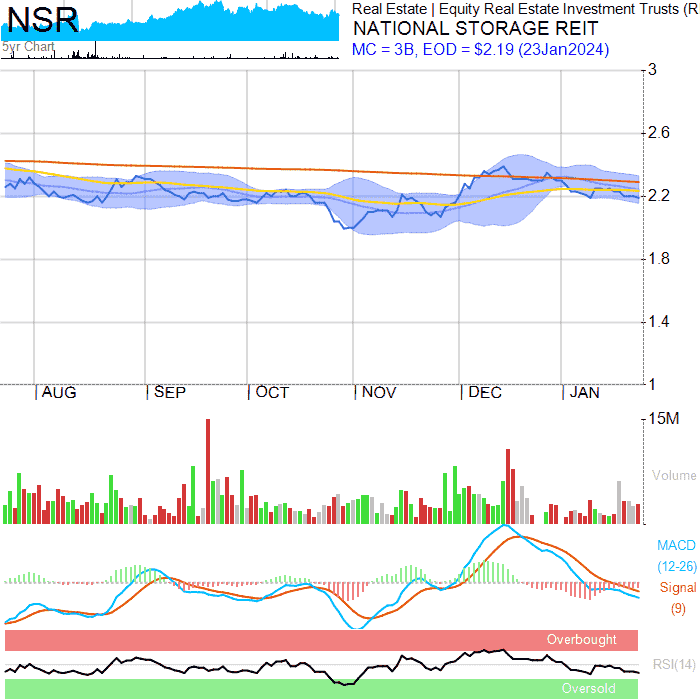 NSR
5yr Chart
Real Estate | Equity Real Estate Investment Trusts (R
NATIONAL STORAGE REIT
MC = 3B, EOD = $2.19 (23Jan2024)
3
2.6
2.2
1.8
1.4
1
AUG SEP OCT NOV DEC JAN
15M
Volume
MACD
(12-26)
Signal
(9)
Overbought
RSI(14)
Oversold